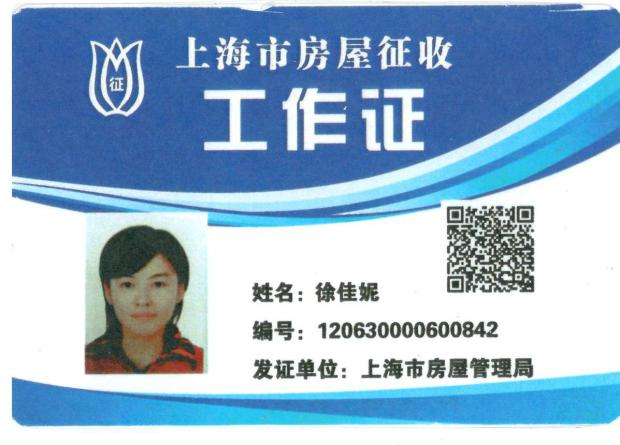 征
上海市房屋征收
工作证
姓名：徐佳妮
编号：120630000600842
发证单位：上海市房屋管理局